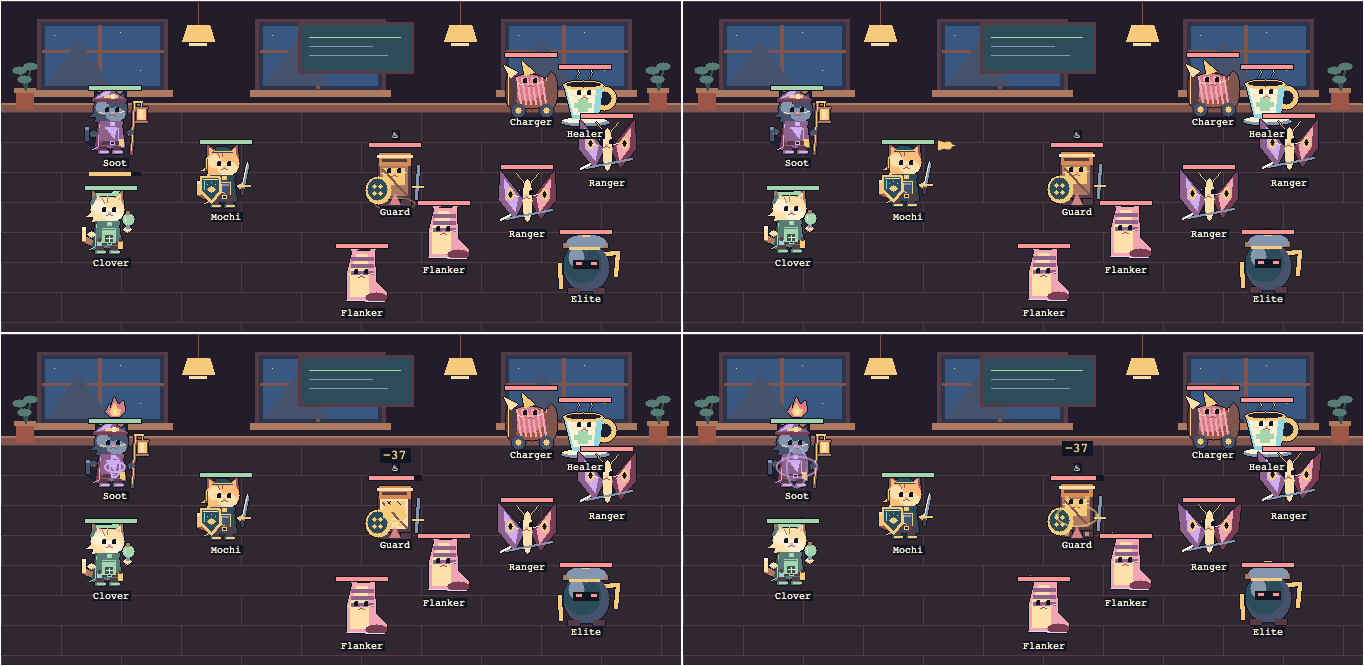 Charger
Healer
Soot
Ranger
Mochi
Guard
Ranger
Clover
Flanker
Elite
Flanker
Charger
Healer
Soot
Ranger
Mochi
Guard
Ranger
Clover
Flanker
Elite
Flanker
-37
Charger
Healer
Soot
Ranger
Mochi
Guard
Ranger
Clover
Flanker
Elite
Flanker
-37
Charger
Healer
Soot
Ranger
Mochi
Guard
Ranger
Clover
Flanker
Elite
Flanker